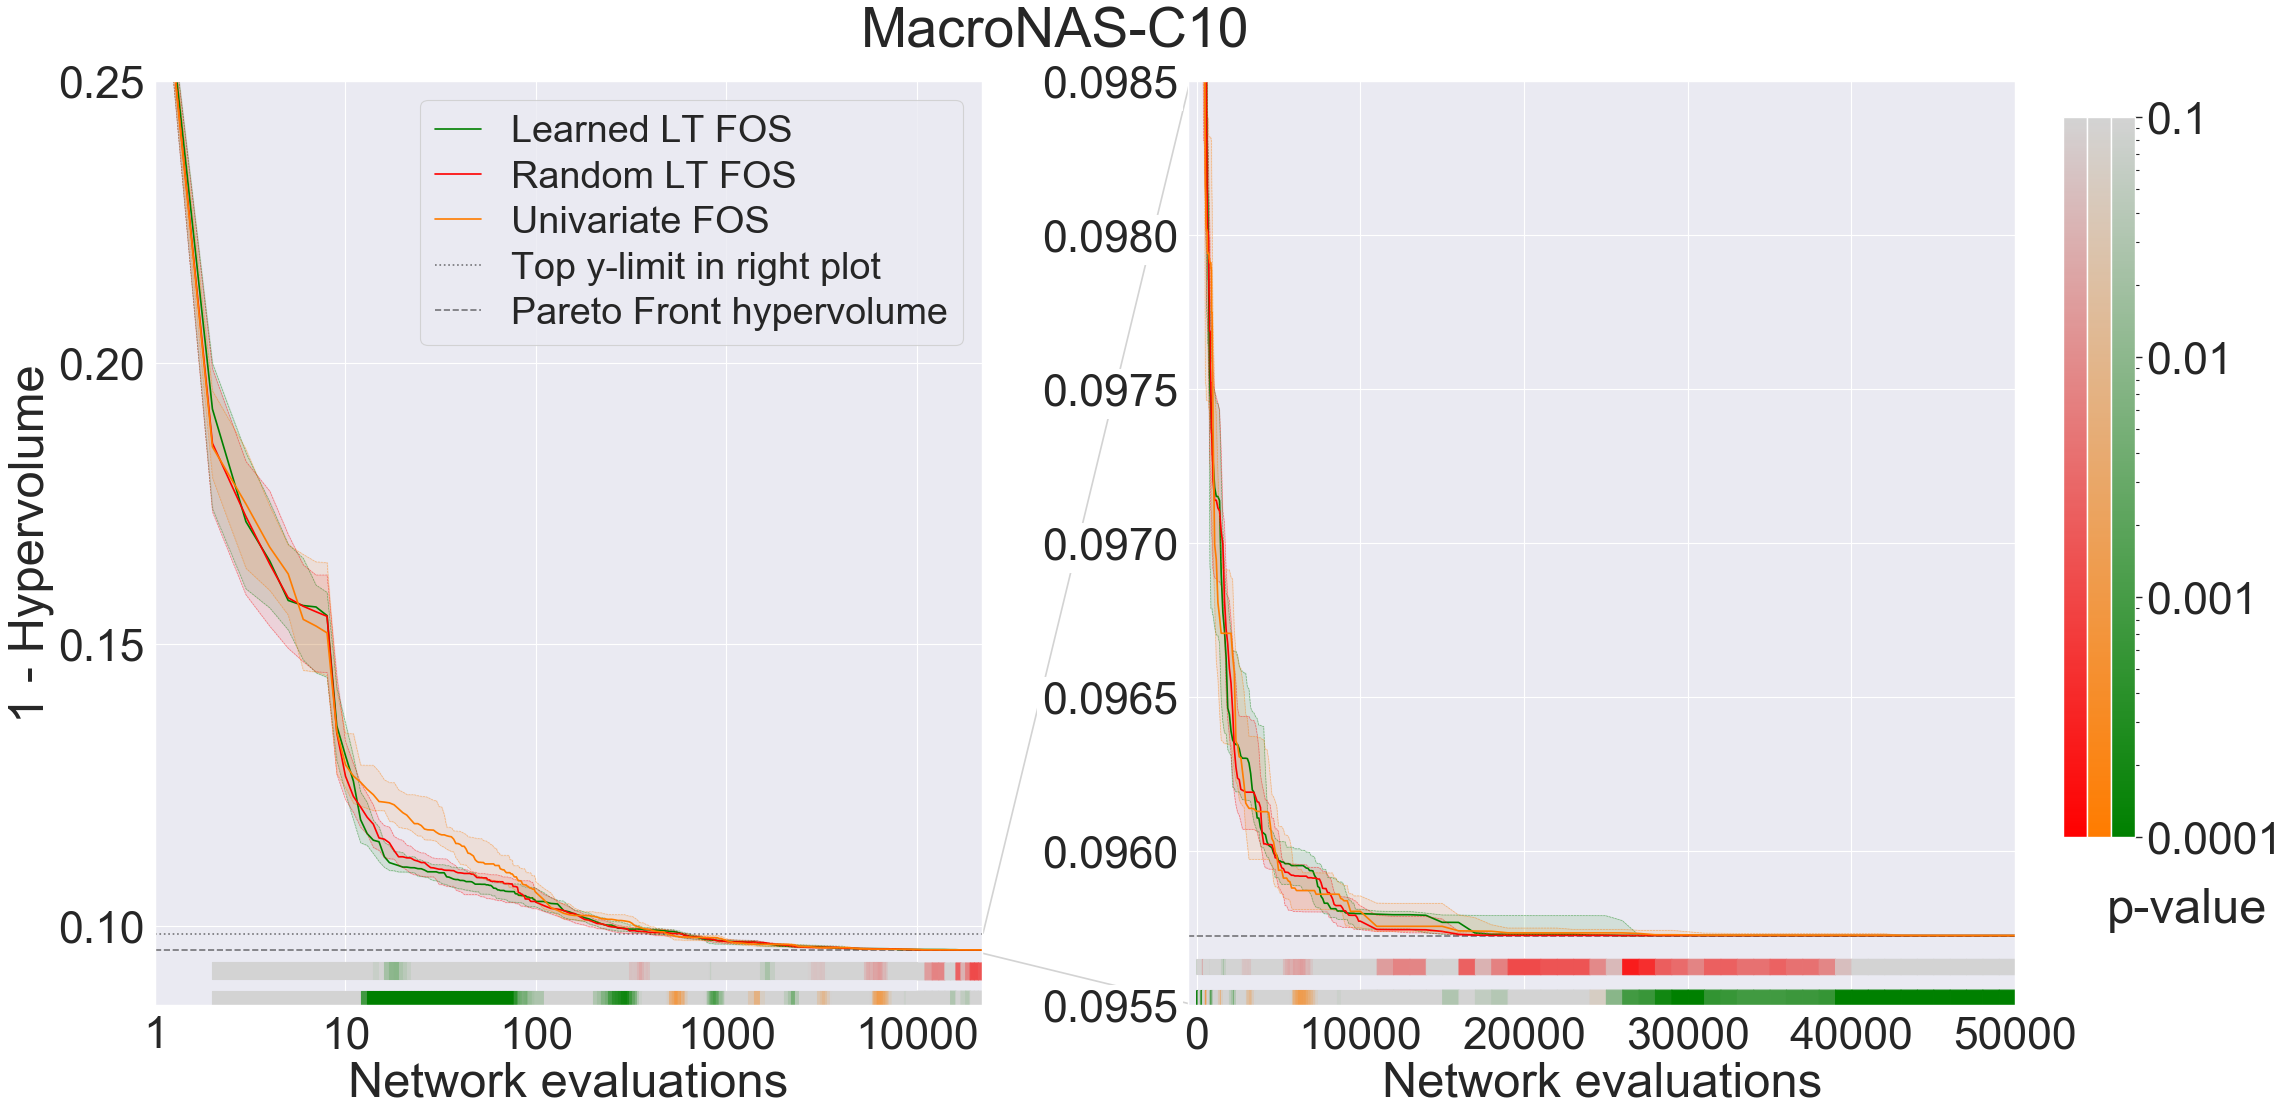 MacroNAS-C10
1 - Hypervolume
0.25
0.20
0.15
0.10
Learned LT FOS
Random LT FOS
Univariate FOS
Top y-limit in right plot
Pareto Front hypervolume
1
10
100
1000
10000
Network evaluations
0.0985
0.0980
0.0975
0.0970
0.0965
0.0960
0.0955
0
10000
20000
30000
40000
50000
Network evaluations
0.1
0.01
0.001
0.0001
p-value